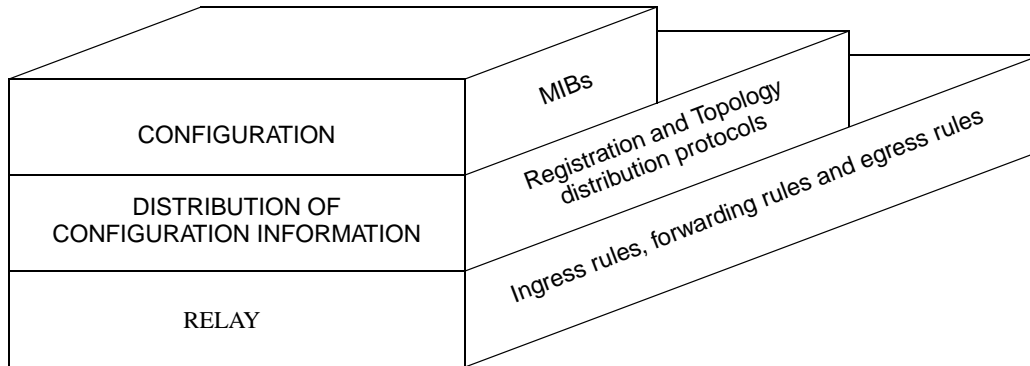 CONFIGURATION
MIBs
DISTRIBUTION OF
CONFIGURATION INFORMATION
Registration and Topology
distribution protocols
RELAY
Ingress rules, forwarding rules and egress rules